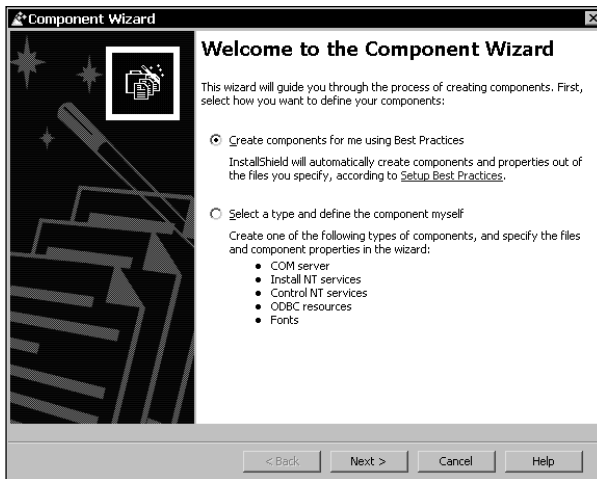 Component Wizard
Welcome to the Component Wizard
This wizard will guide you through the process of creating components. First,
select how you want to define your components:
Create components for me using Best Practices
InstallShield will automatically create components and properties out of
the files you specify, according to Setup Best Practices.
Select a type and define the component myself
Create one of the following types of components, and specify the files
and component properties in the wizard:
• COM server
• Install NT services
• Control NT services
• ODBC resources
• Fonts
< Back Next > Cancel Help